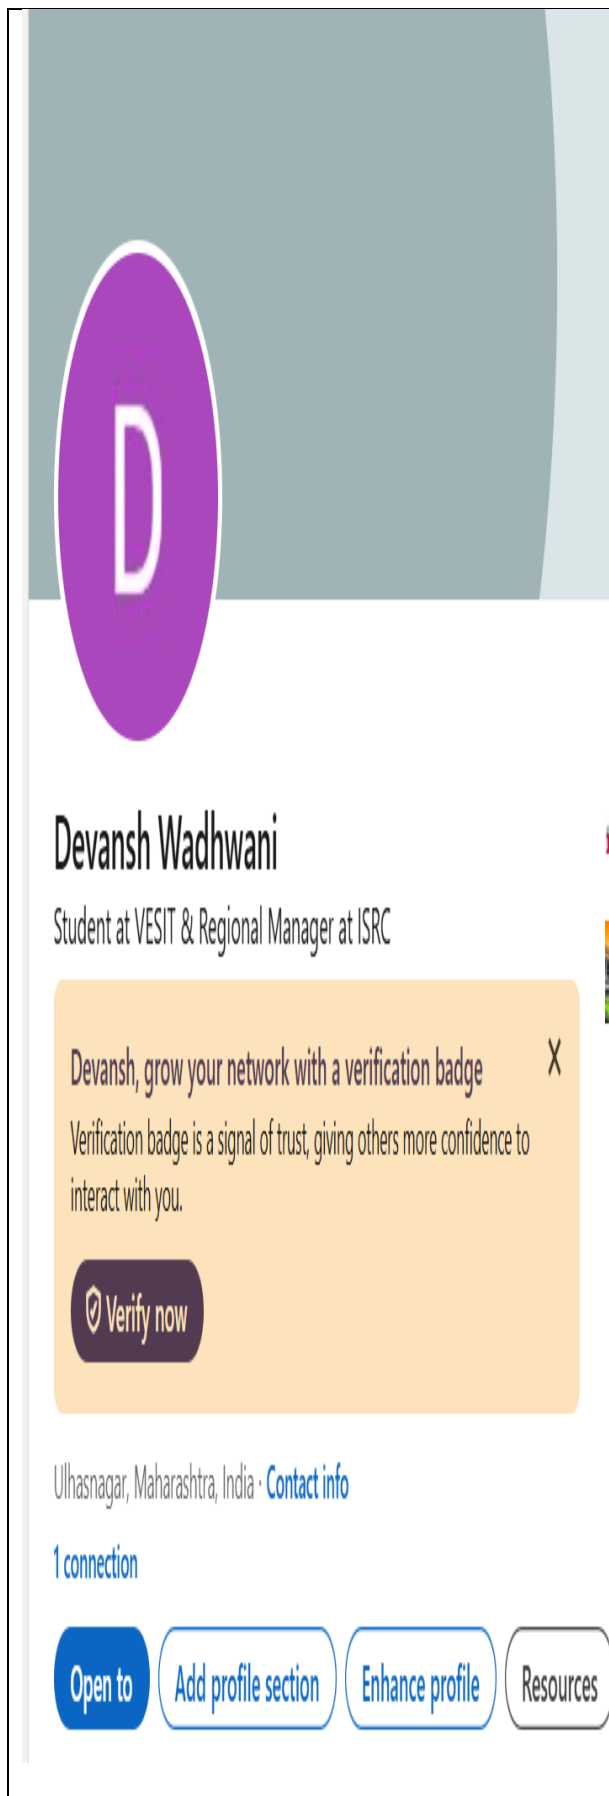 D
Devansh Wadhwani
Student at VESIT & Regional Manager at ISRC
Devansh, grow your network with a verification badge
Verification badge is a signal of trust, giving others more confidence to
interact with you.
Verify now
Ulhasnagar, Maharashtra, India · Contact info
1 connection
Open to Add profile section Enhance profile Resources